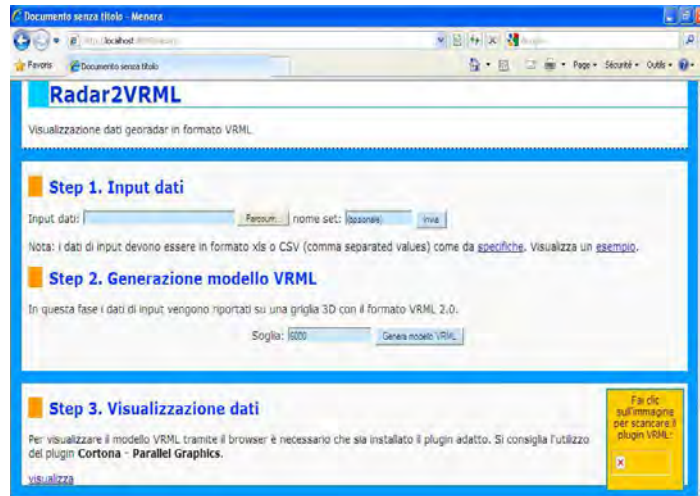 Documento senza titolo - Menara
localhost
Favoris Documento senza titolo Page Sécurité Outils
Radar2VRML
Visualizzazione dati georadar in formato VRML
Step 1. Input dati
Input dati: Parcourir... nome set: (opzionale) Invia
Nota: i dati di input devono essere in formato xls o CSV (comma separated values) come da specifiche. Visualizza un esempio.
Step 2. Generazione modello VRML
In questa fase i dati di input vengono riportati su una griglia 3D con il formato VRML 2.0.
Soglia: 6000 Genera modello VRML
Step 3. Visualizzazione dati
Per visualizzare il modello VRML tramite il browser è necessario che sia installato il plugin adatto. Si consiglia l'utilizzo
del plugin Cortona - Parallel Graphics.
visualizza
Fai clic
sull'immagine
per scaricare il
plugin VRML: